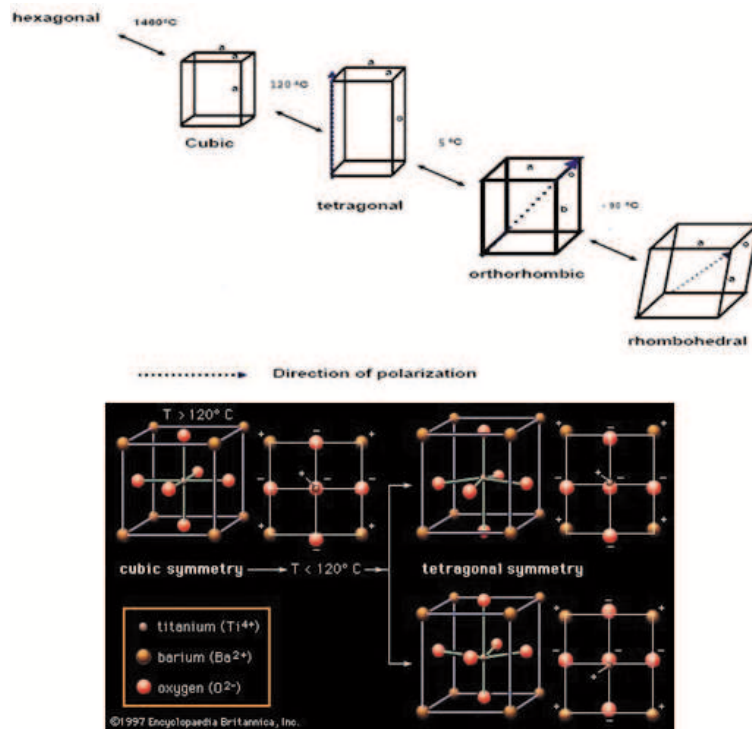 hexagonal
1460°C
a
a
a
Cubic
120 °C
a
a
c
tetragonal
5 °C
a
c
b
orthorhombic
- 90 °C
a
a
a
rhombohedral
Direction of polarization
T > 120° C
cubic symmetry
T < 120° C
tetragonal symmetry
titanium (Ti4+)
barium (Ba2+)
oxygen (O2-)
©1997 Encyclopaedia Britannica, Inc.